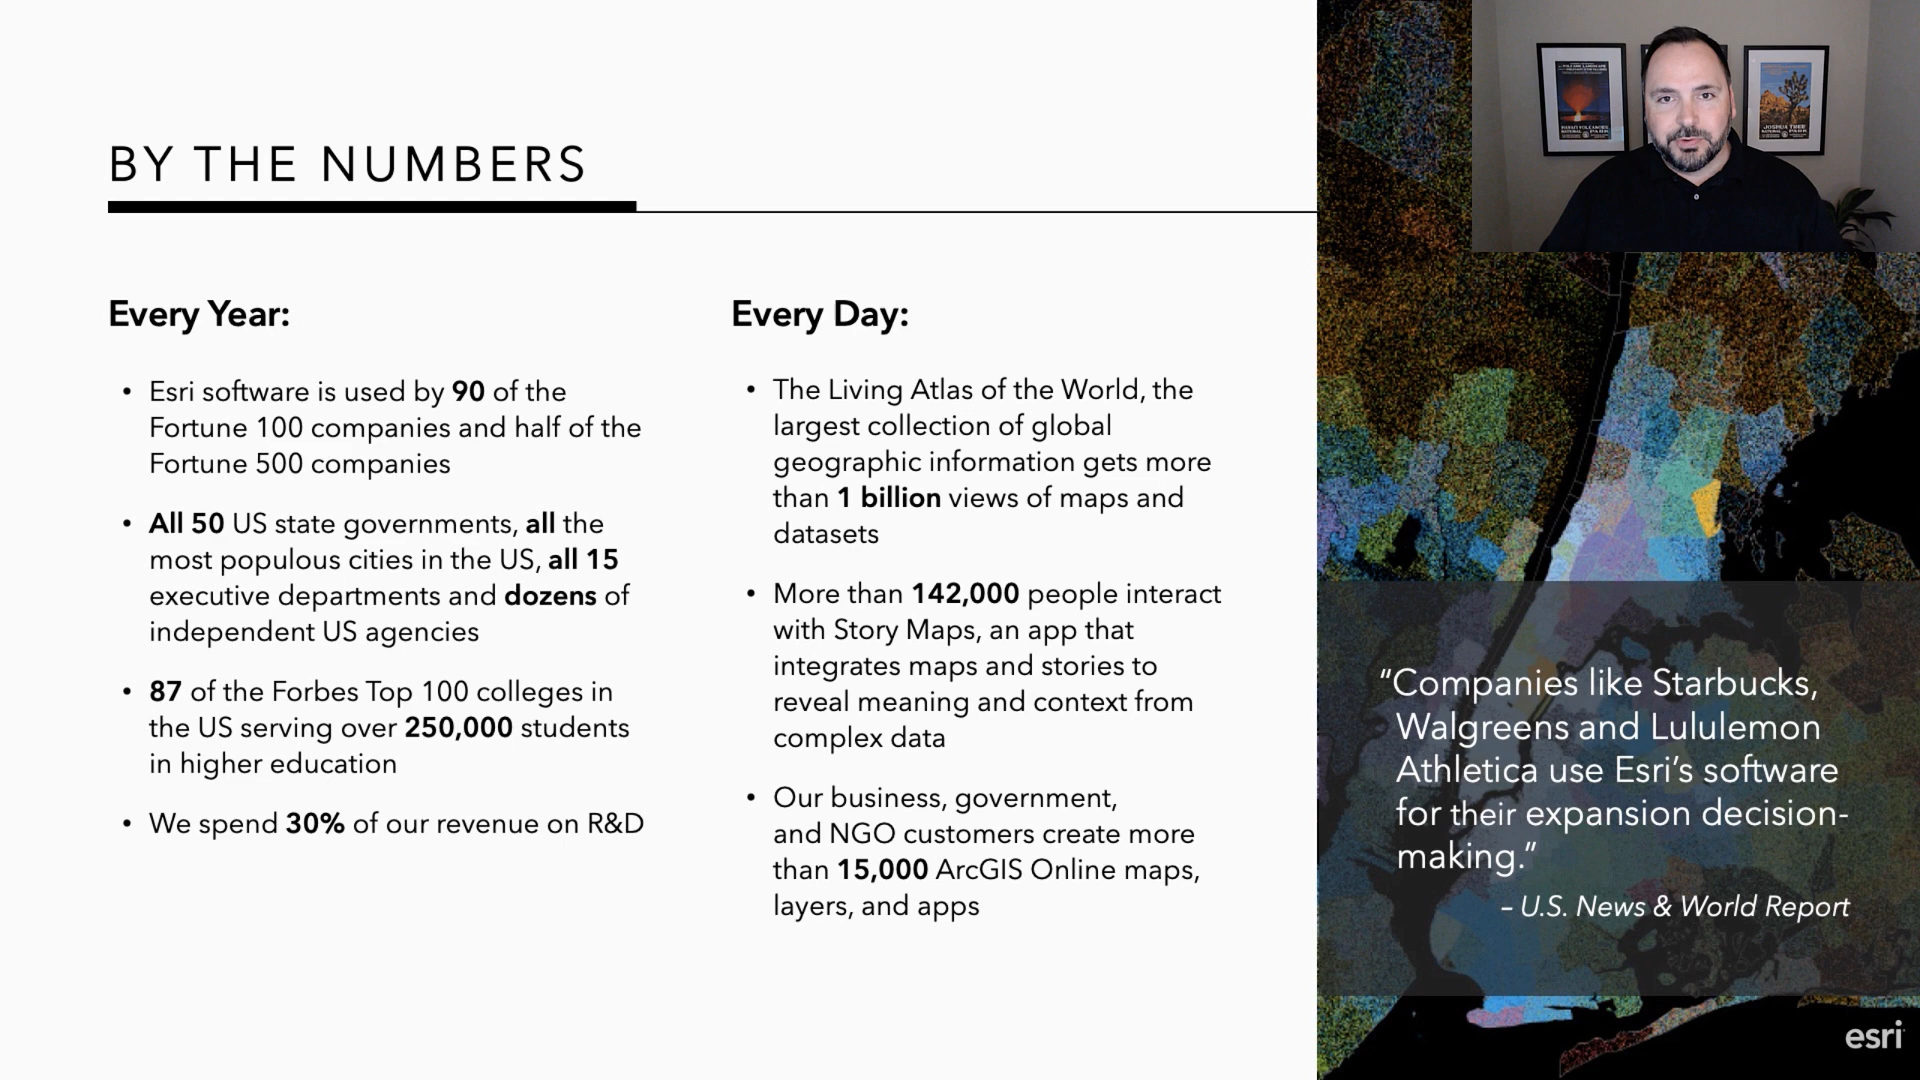 BY THE NUMBERS
Every Year:
• Esri software is used by 90 of the
Fortune 100 companies and half of the
Fortune 500 companies
• All 50 US state governments, all the
most populous cities in the US, all 15
executive departments and dozens of
independent US agencies
• 87 of the Forbes Top 100 colleges in
the US serving over 250,000 students
in higher education
• We spend 30% of our revenue on R&D
Every Day:
• The Living Atlas of the World, the
largest collection of global
geographic information gets more
than 1 billion views of maps and
datasets
• More than 142,000 people interact
with Story Maps, an app that
integrates maps and stories to
reveal meaning and context from
complex data
• Our business, government,
and NGO customers create more
than 15,000 ArcGIS Online maps,
layers, and apps
HAWAII VOLCANOES
NATIONAL PARK
JOSHUA TREE
NATIONAL PARK
“Companies like Starbucks,
Walgreens and Lululemon
Athletica use Esri’s software
for their expansion decision-
making.”
– U.S. News & World Report
esri